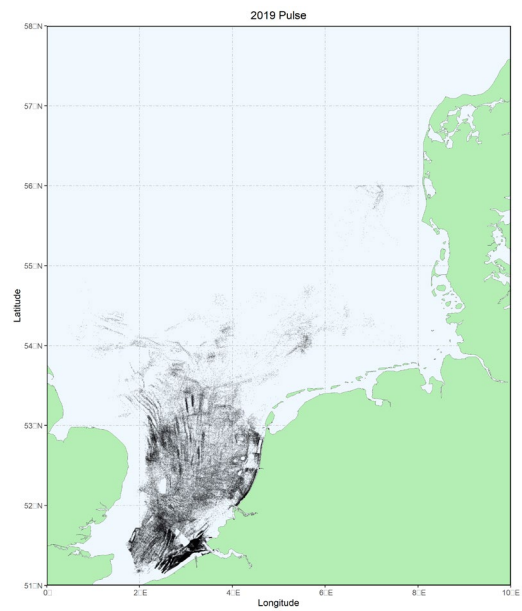 2019 Pulse
58□N
57□N
56□N
55□N
54□N
53□N
52□N
51□N
Latitude
0□ 2□E 4□E 6□E 8□E 10□E
Longitude